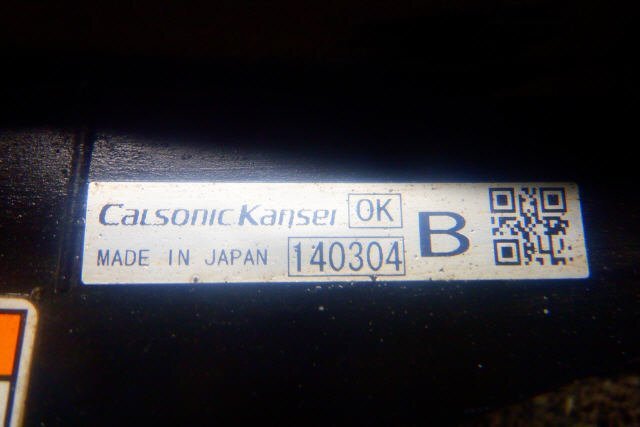 Calsonic Kansei OK
MADE IN JAPAN 140304
B